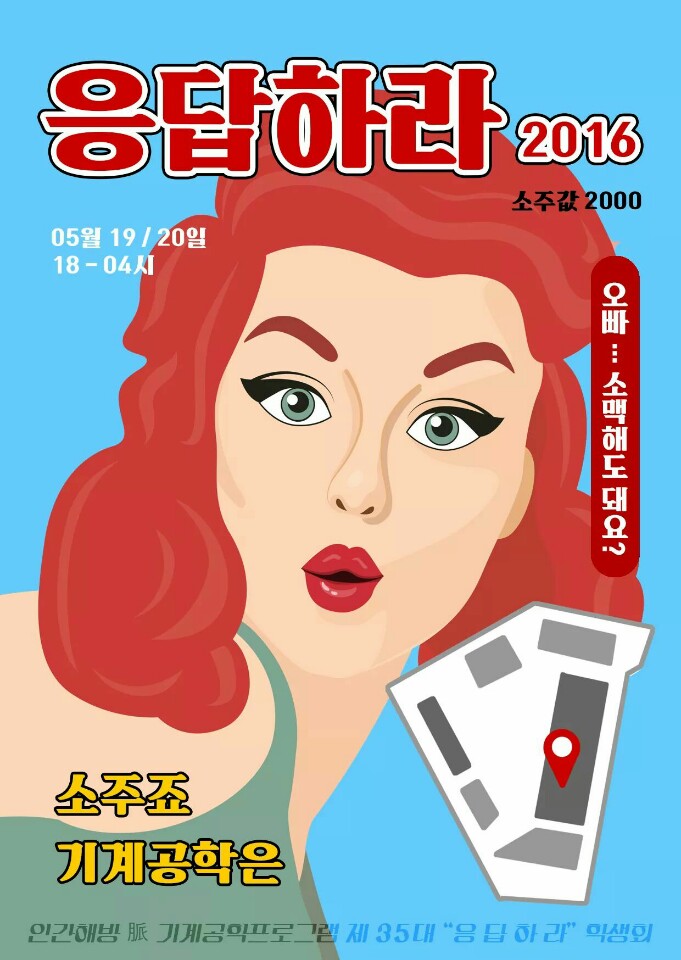 응답하라 2016
소주값 2000
05월 19 / 20일
18 – 04시
오빠 ... 소맥해도 돼요?
소주죠
기계공학은
인간해방 脈 기계공학프로그램 제 35대 “응 답 하 라” 학생회